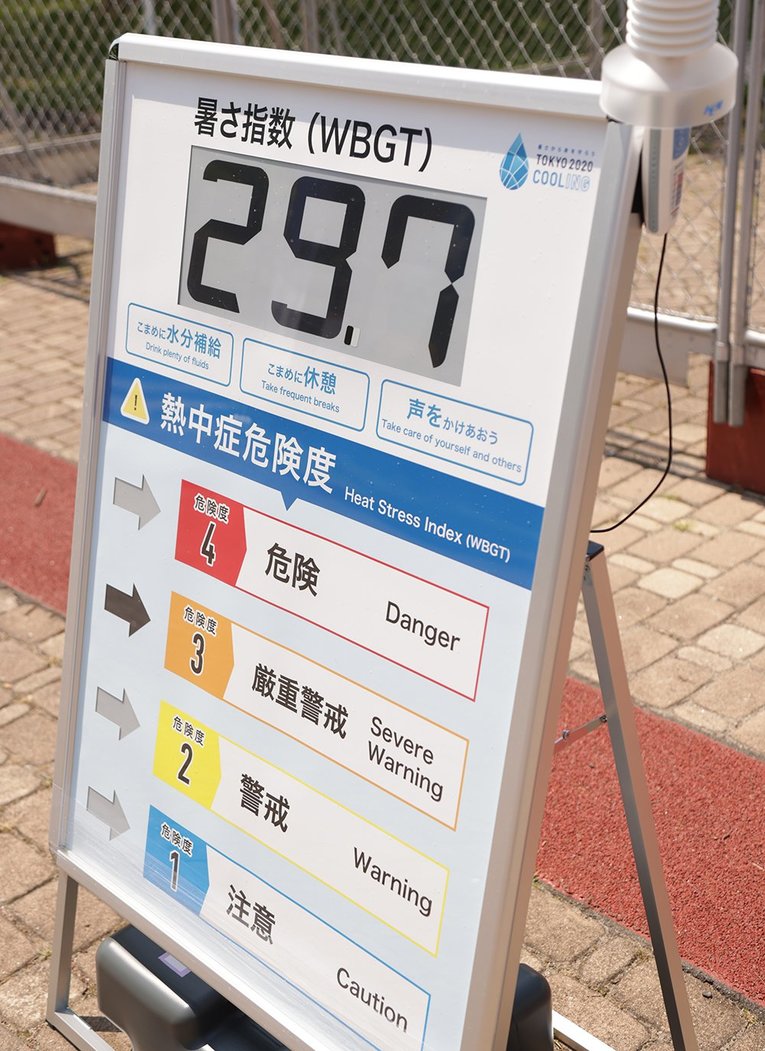 暑さ指数 (WBGT)
TOKYO 2020
COOLING
29.7
こまめに水分補給
Drink plenty of fluids
こまめに休憩
Take frequent breaks
声をかけあおう
Take care of yourself and others
熱中症危険度
Heat Stress Index (WBGT)
危険度
4
危険
Danger
危険度
3
厳重警戒
Severe
Warning
危険度
2
警戒
Warning
危険度
1
注意
Caution